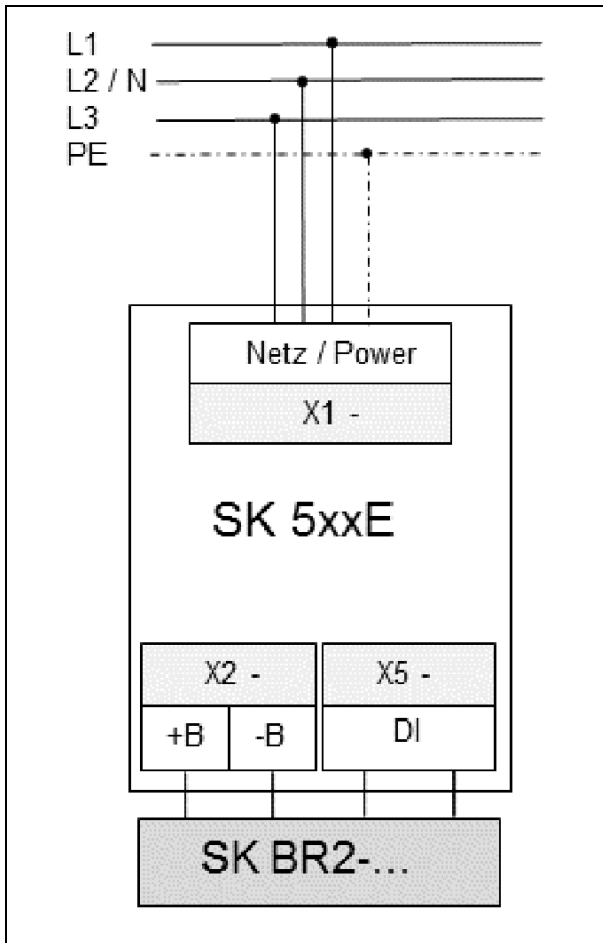 L1
L2 / N
L3
PE
Netz / Power
X1 -
SK 5xxE
X2 - X5 -
+B -B DI
SK BR2-...